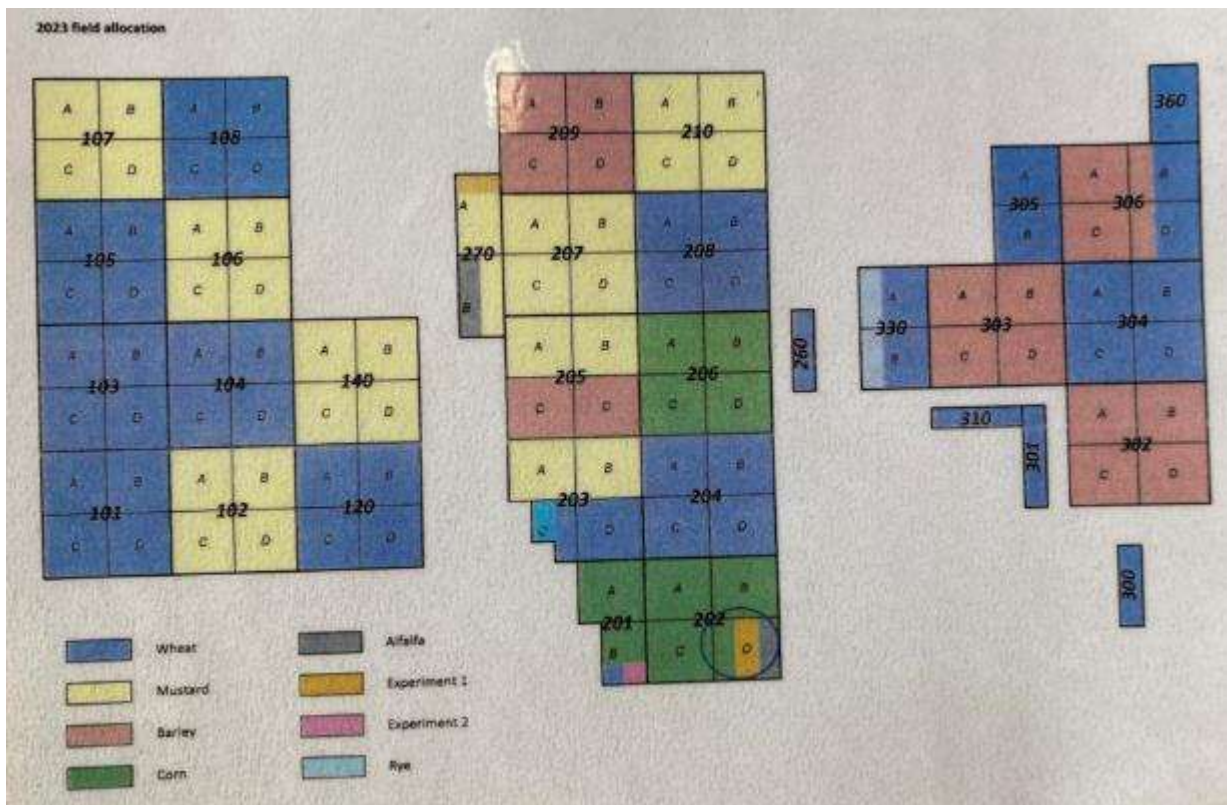 2023 field allocation
A B A B
107 108
C D C D
A B A B
105 106
C D C D
A B A B A B
103 104 140
C D C D C D
A B A B A B
101 102 120
C D C D C D
A B A B
209 210
C D C D
A
270
B
A B A B
207 208
C D C D
A B A B
205 206
C D C D
260
A B A B
203 204
D C D
A A B
201 202
B C D
360
A A B
305 306
B C D
A A B A B
330 303 304
B C D C D
310
301
A B
302
C D
300
Wheat
Mustard
Barley
Corn
Alfalfa
Experiment 1
Experiment 2
Rye